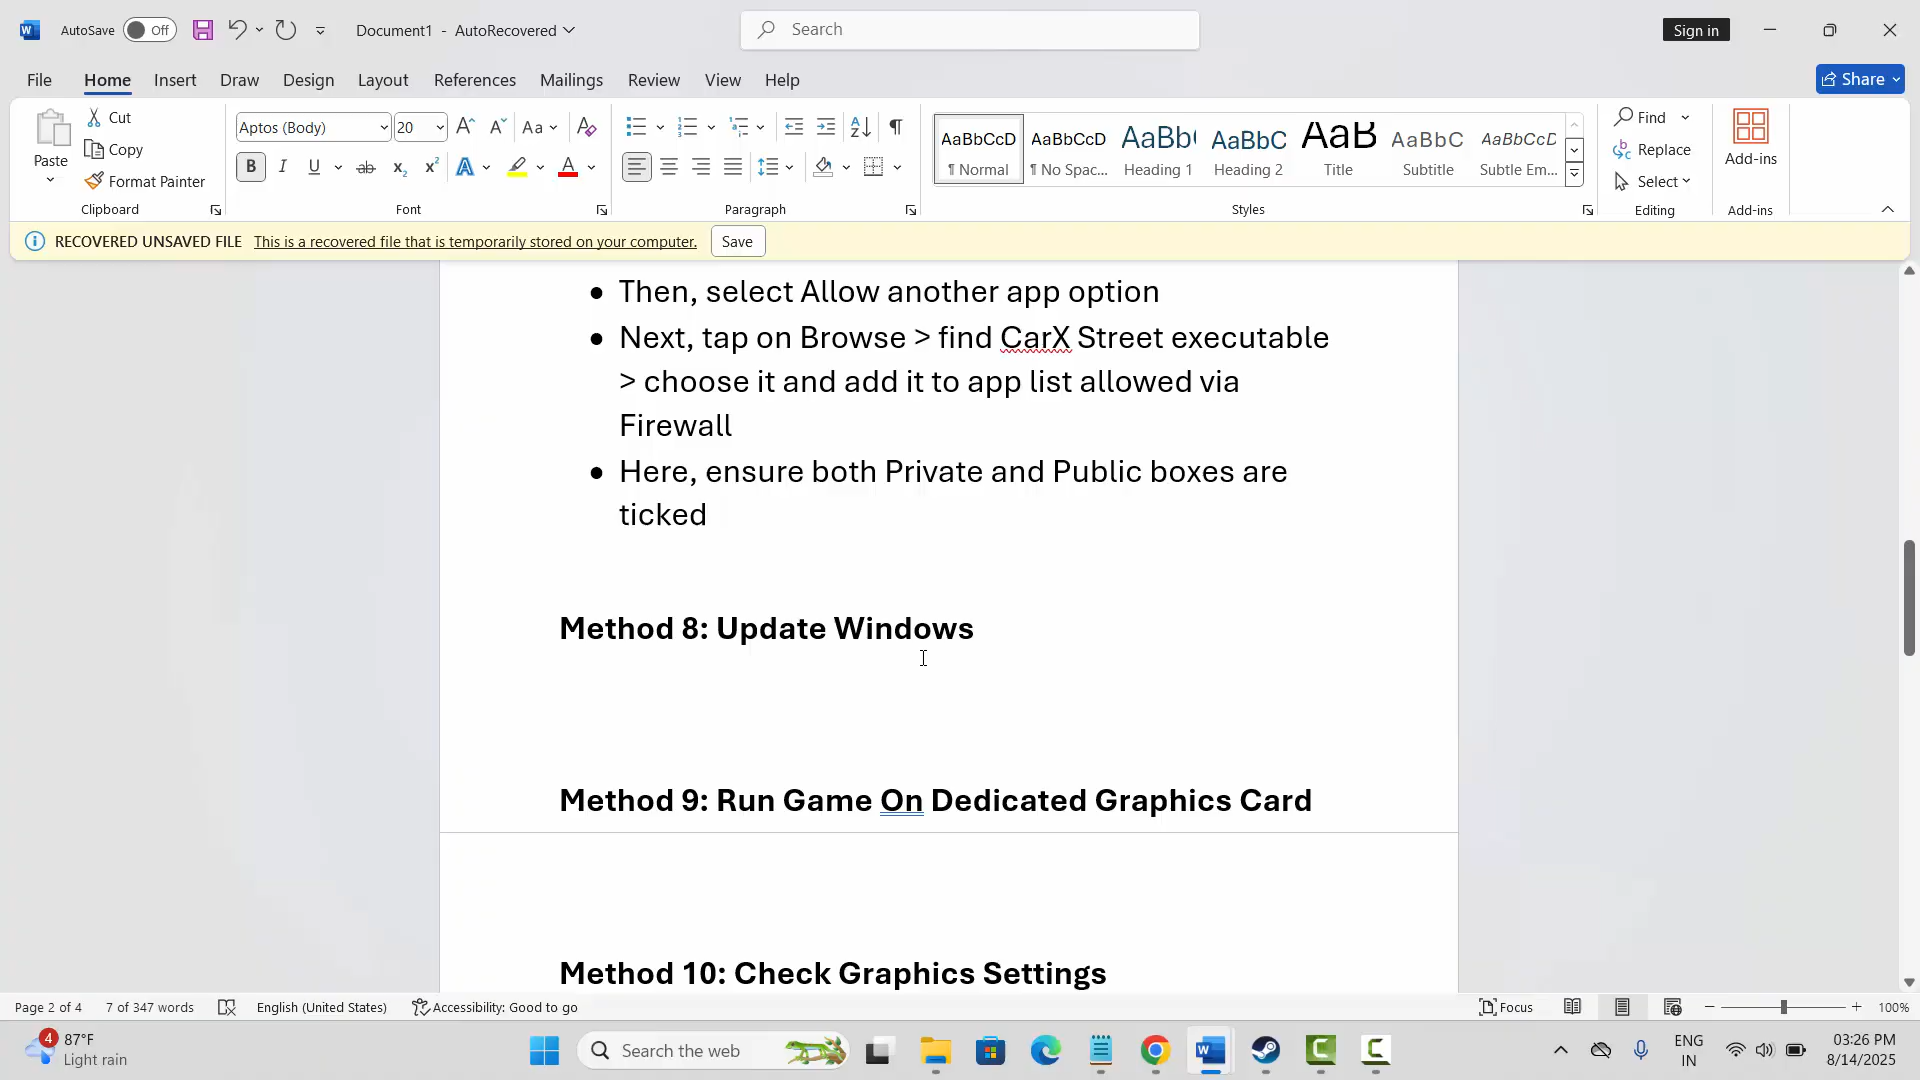 AutoSave Off Document1 - AutoRecovered Search Sign in
File Home Insert Draw Design Layout References Mailings Review View Help Share
Paste Cut Copy Format Painter Clipboard
Aptos (Body) 20 Aa
B I U ab x₂ x² A A Font
Paragraph
AaBbCcD AaBbCcD AaBb( AaBbC AaB AaBbC AaBbCcD
¶ Normal ¶ No Spac... Heading 1 Heading 2 Title Subtitle Subtle Em...
Styles
Find Replace Select Editing
Add-ins Add-ins
RECOVERED UNSAVED FILE This is a recovered file that is temporarily stored on your computer. Save
● Then, select Allow another app option
● Next, tap on Browse > find CarX Street executable
> choose it and add it to app list allowed via
Firewall
● Here, ensure both Private and Public boxes are
ticked
Method 8: Update Windows
Method 9: Run Game On Dedicated Graphics Card
Method 10: Check Graphics Settings
Page 2 of 4 7 of 347 words English (United States) Accessibility: Good to go Focus - + 100%
4 87°F
Light rain
Search the web
ENG
IN
03:26 PM
8/14/2025